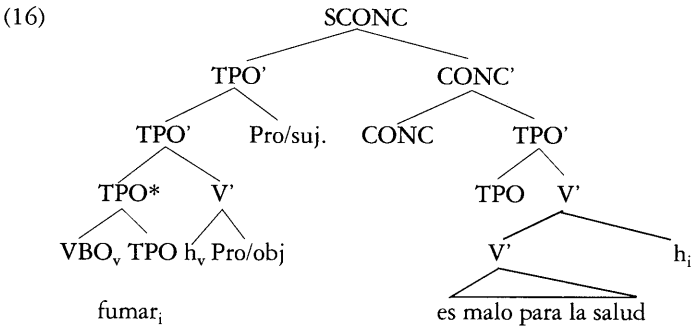 (16) SCONC
TPO’ CONC’
TPO’ Pro/suj. CONC TPO’
TPO* V’ TPO V’
VBOᵥ TPO hᵥ Pro/obj V’ hᵢ
fumarᵢ es malo para la salud